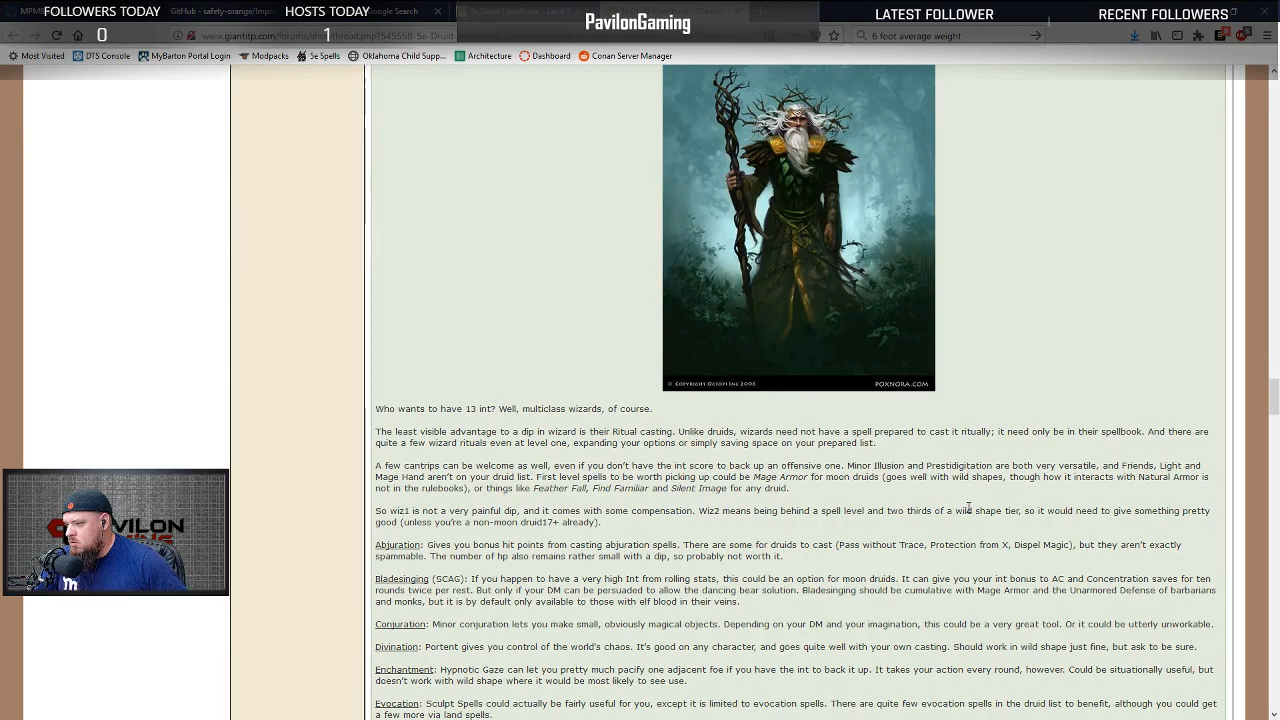 FOLLOWERS TODAY
HOSTS TODAY
PavilonGaming
LATEST FOLLOWER
RECENT FOLLOWERS
0
1
www.giantitp.com/forums/
6 foot average weight
Most Visited
DTS Console
MyBarton Portal Login
Modpacks
5e Spells
Oklahoma Child Supp...
Architecture
Dashboard
Conan Server Manager
© COPYRIGHT OCTOPI INC 2006
POXNORA.COM
Who wants to have 13 int? Well, multiclass wizards, of course.
The least visible advantage to a dip in wizard is their Ritual casting. Unlike druids, wizards need not have a spell prepared to cast it ritually; it need only be in their spellbook. And there are
quite a few wizard rituals even at level one, expanding your options or simply saving space on your prepared list.
A few cantrips can be welcome as well, even if you don't have the int score to back up an offensive one. Minor Illusion and Prestidigitation are both very versatile, and Friends, Light and
Mage Hand aren't on your druid list. First level spells to be worth picking up could be Mage Armor for moon druids (goes well with wild shapes, though how it interacts with Natural Armor is
not in the rulebooks), or things like Feather Fall, Find Familiar and Silent Image for any druid.
So wiz1 is not a very painful dip, and it comes with some compensation. Wiz2 means being behind a spell level and two thirds of a wild shape tier, so it would need to give something pretty
good (unless you're a non-moon druid17+ already).
Abjuration: Gives you bonus hit points from casting abjuration spells. There are some for druids to cast (Pass without Trace, Protection from X, Dispel Magic), but they aren't exactly
spammable. The number of hp also remains rather small with a dip, so probably not worth it.
Bladesinging (SCAG): If you happen to have a very high Int from rolling stats, this could be an option for moon druids. It can give you your int bonus to AC and Concentration saves for ten
rounds twice per rest. But only if your DM can be persuaded to allow the dancing bear solution. Bladesinging should be cumulative with Mage Armor and the Unarmored Defense of barbarians
and monks, but it is by default only available to those with elf blood in their veins.
Conjuration: Minor conjuration lets you make small, obviously magical objects. Depending on your DM and your imagination, this could be a very great tool. Or it could be utterly unworkable.
Divination: Portent gives you control of the world's chaos. It's good on any character, and goes quite well with your own casting. Should work in wild shape just fine, but ask to be sure.
Enchantment: Hypnotic Gaze can let you pretty much pacify one adjacent foe if you have the int to back it up. It takes your action every round, however. Could be situationally useful, but
doesn't work with wild shape where it would be most likely to see use.
Evocation: Sculpt Spells could actually be fairly useful for you, except it is limited to evocation spells. There are quite few evocation spells in the druid list to benefit, although you could get
a few more via land spells.